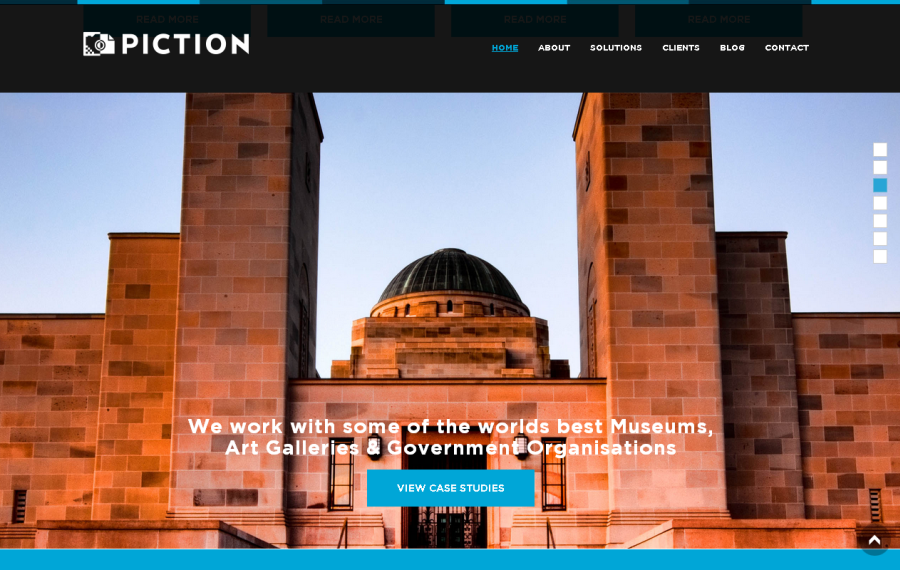 READ MORE READ MORE READ MORE READ MORE
PICTION
HOME ABOUT SOLUTIONS CLIENTS BLOG CONTACT
We work with some of the worlds best Museums,
Art Galleries & Government Organisations
VIEW CASE STUDIES